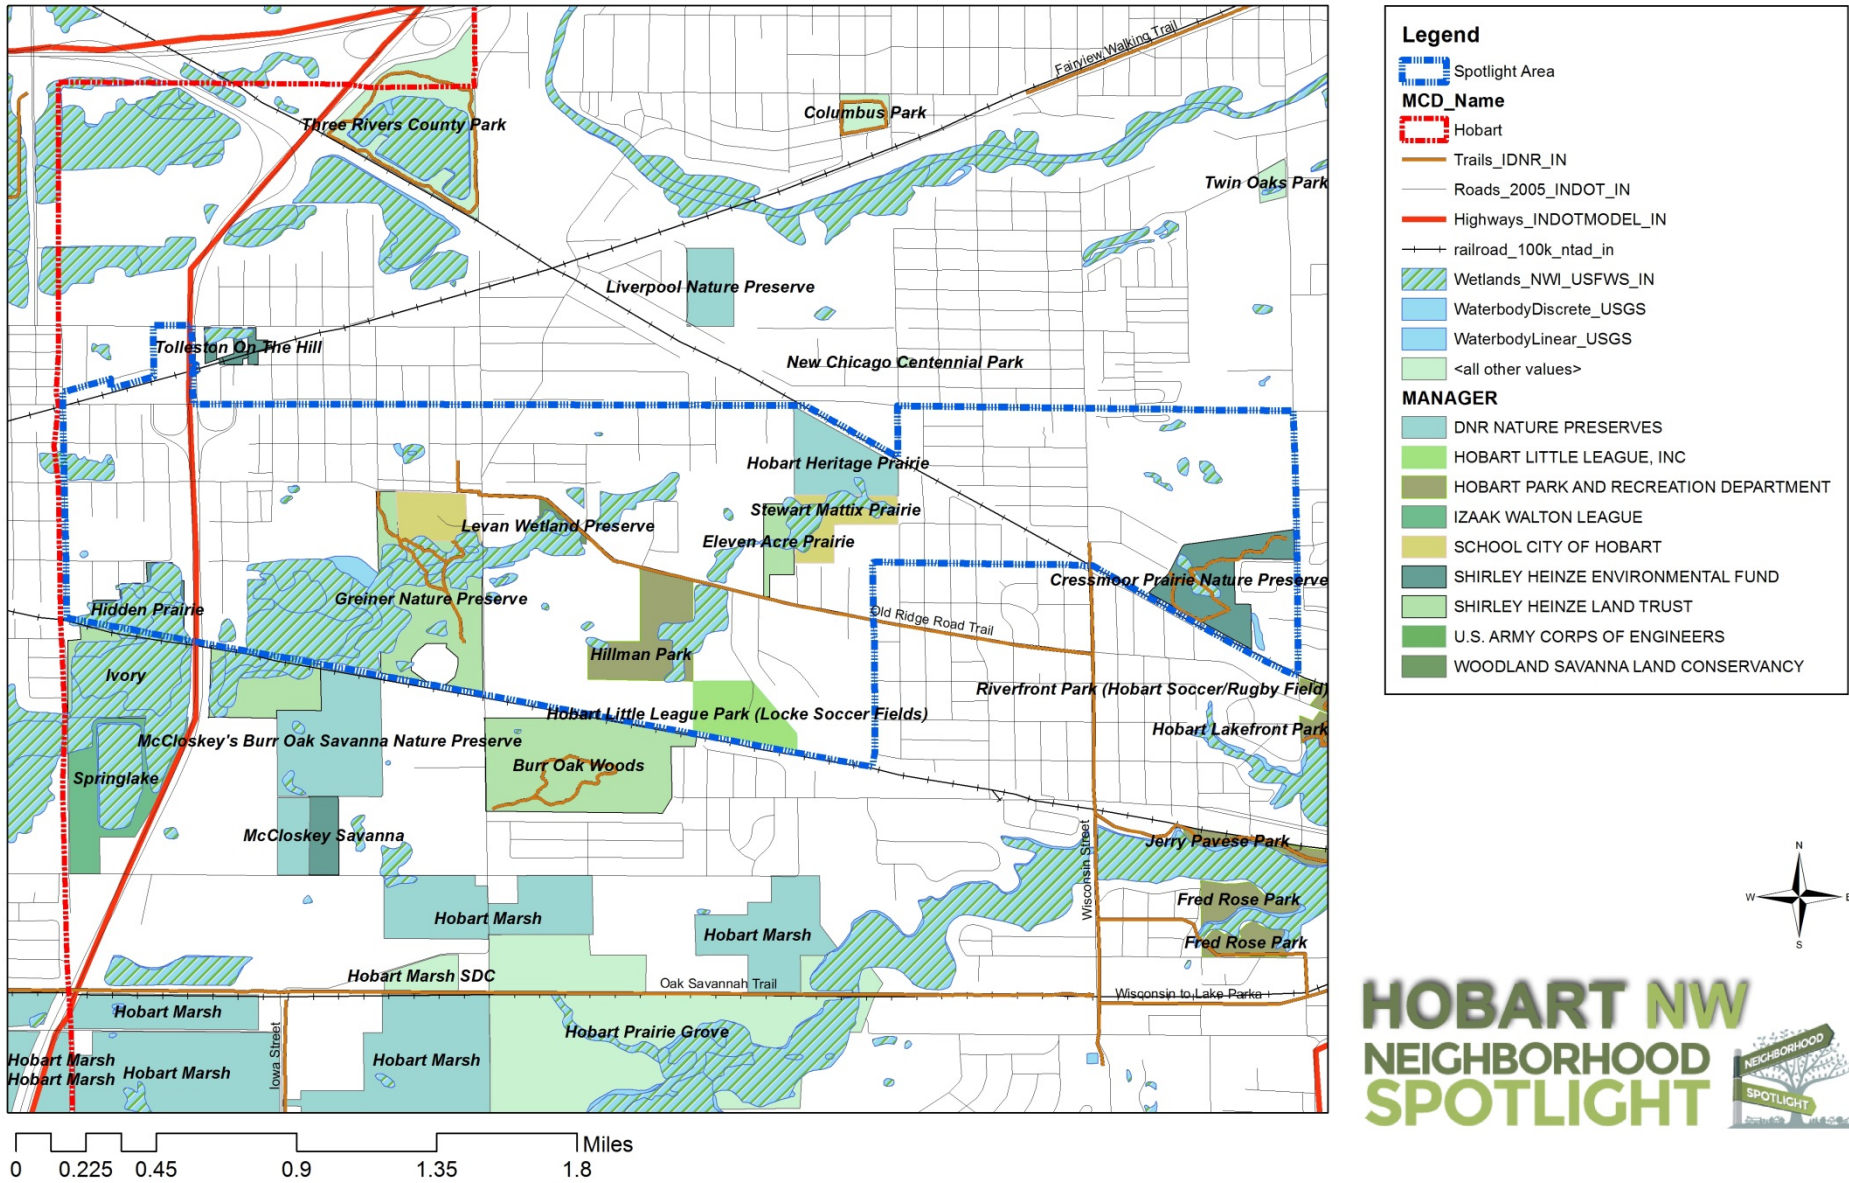 Fairview Walking Trail
Columbus Park
Three Rivers County Park
Twin Oaks Park
Liverpool Nature Preserve
Tolleston On The Hill
New Chicago Centennial Park
Hobart Heritage Prairie
Stewart Mattix Prairie
Levan Wetland Preserve
Eleven Acre Prairie
Cressmoor Prairie Nature Preserve
Greiner Nature Preserve
Hidden Prairie
Old Ridge Road Trail
Hillman Park
Ivory
Riverfront Park (Hobart Soccer/Rugby Field)
Hobart Little League Park (Locke Soccer Fields)
Hobart Lakefront Park
McCloskey's Burr Oak Savanna Nature Preserve
Burr Oak Woods
Springlake
McCloskey Savanna
Jerry Pavese Park
Wisconsin Street
Fred Rose Park
Hobart Marsh
Hobart Marsh
Fred Rose Park
Hobart Marsh SDC
Oak Savannah Trail
Wisconsin to Lake Parka
Hobart Marsh
Hobart Prairie Grove
Iowa Street
Hobart Marsh
Hobart Marsh
Hobart Marsh
Hobart Marsh
0 0.225 0.45 0.9 1.35 1.8
Miles
Legend
Spotlight Area
MCD_Name
Hobart
Trails_IDNR_IN
Roads_2005_INDOT_IN
Highways_INDOTMODEL_IN
railroad_100k_ntad_in
Wetlands_NWI_USFWS_IN
WaterbodyDiscrete_USGS
WaterbodyLinear_USGS
<all other values>
MANAGER
DNR NATURE PRESERVES
HOBART LITTLE LEAGUE, INC
HOBART PARK AND RECREATION DEPARTMENT
IZAAK WALTON LEAGUE
SCHOOL CITY OF HOBART
SHIRLEY HEINZE ENVIRONMENTAL FUND
SHIRLEY HEINZE LAND TRUST
U.S. ARMY CORPS OF ENGINEERS
WOODLAND SAVANNA LAND CONSERVANCY
N
W E
S
HOBART NW
NEIGHBORHOOD
SPOTLIGHT
NEIGHBORHOOD
SPOTLIGHT